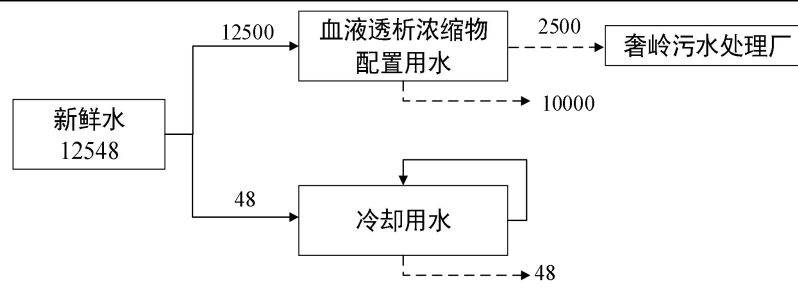 12500
血液透析浓缩物
配置用水
2500
奢岭污水处理厂
10000
新鲜水
12548
48
冷却用水
48